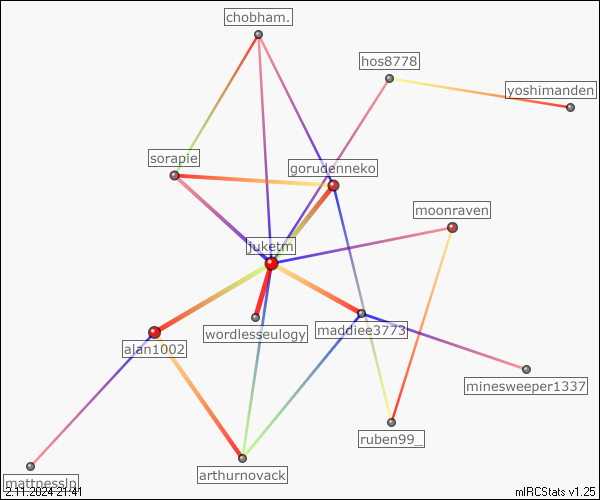 chobham.
hos8778
yoshimanden
sorapie
gorudenneko
moonraven
juketm
wordlesseulogy
maddiee3773
alan1002
minesweeper1337
ruben99_
arthurnovack
mattnesslp
2.11.2024 21:41
mIRCStats v1.25